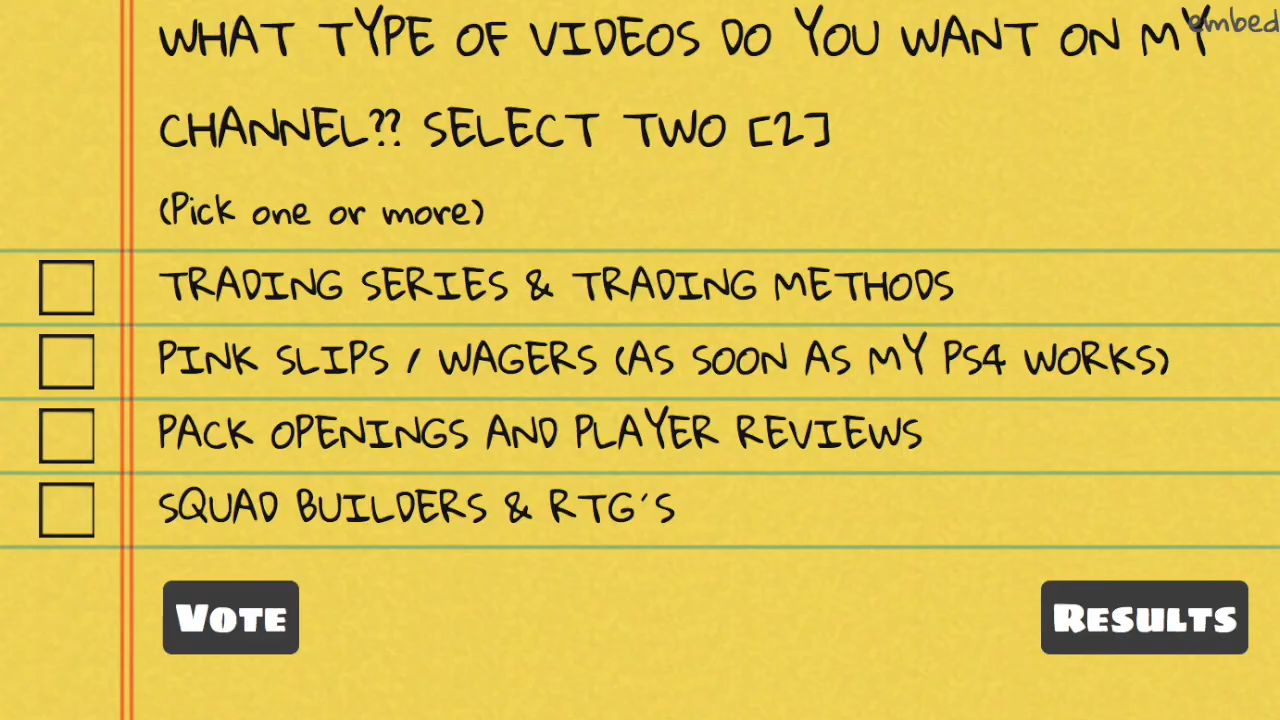 embed
WHAT TYPE OF VIDEOS DO YOU WANT ON MY
CHANNEL?? SELECT TWO [2]
(Pick one or more)
TRADING SERIES & TRADING METHODS
PINK SLIPS / WAGERS (AS SOON AS MY PS4 WORKS)
PACK OPENINGS AND PLAYER REVIEWS
SQUAD BUILDERS & RTG'S
VOTE
RESULTS